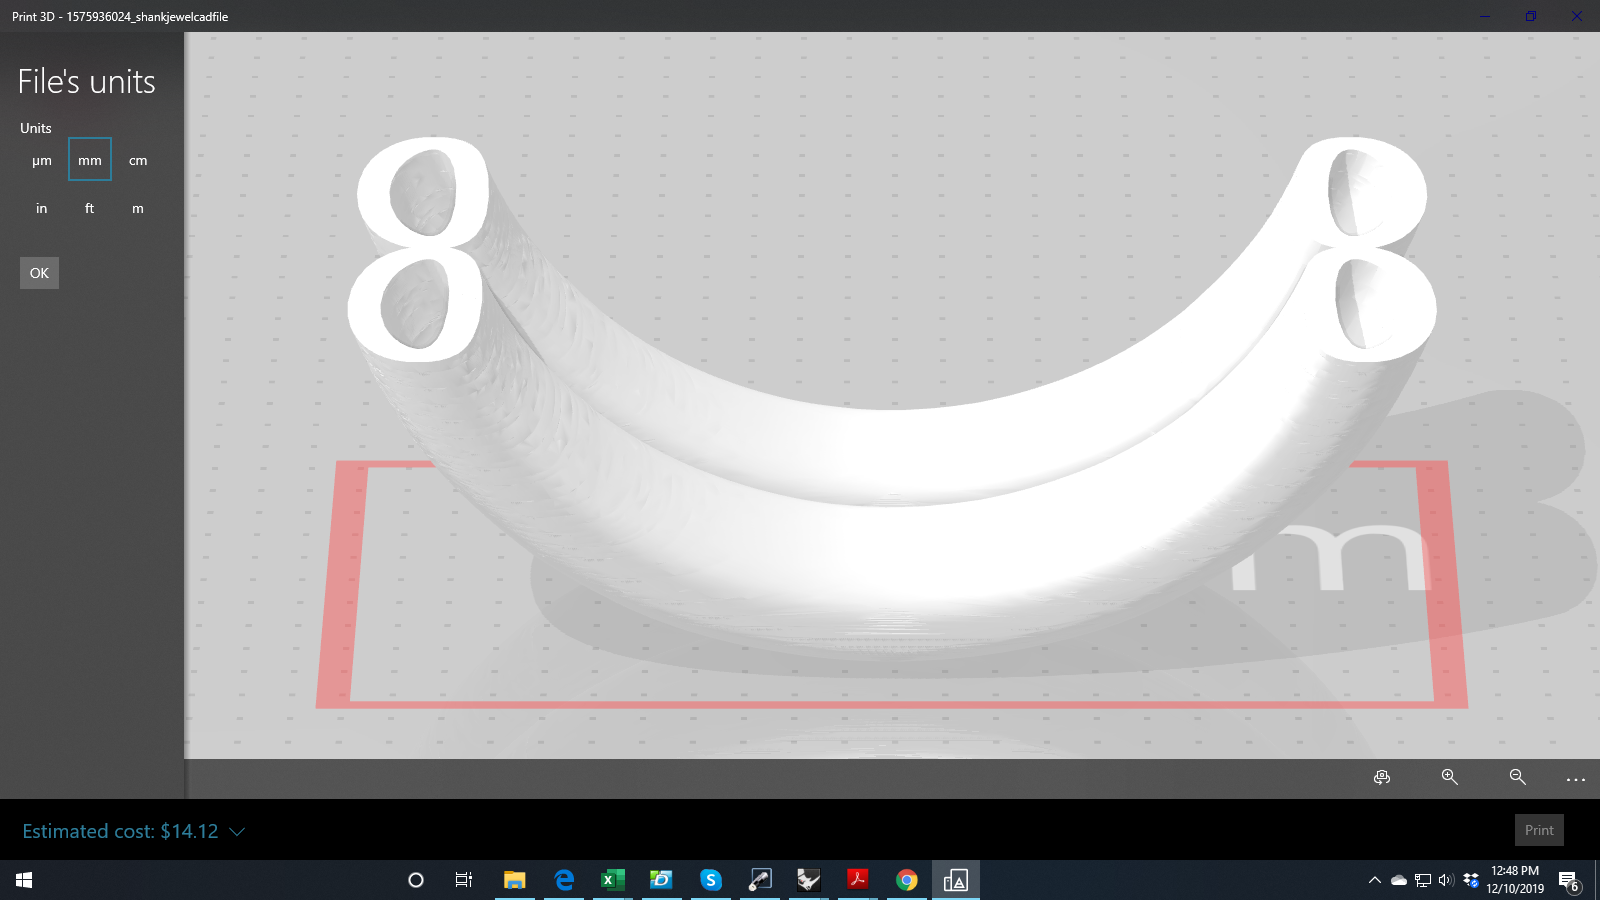 Print 3D - 1575936024_shankjewelcadfile
File's units
Units
µm mm cm
in ft m
OK
m
Estimated cost: $14.12
Print
12:48 PM
12/10/2019
6